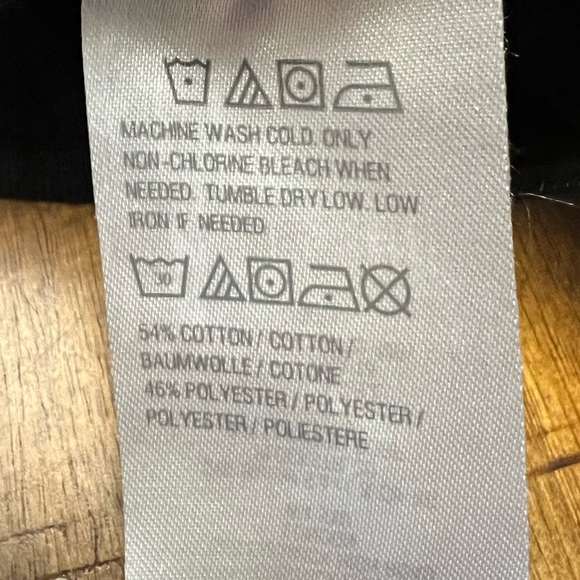 MACHINE WASH COLD. ONLY
NON-CHLORINE BLEACH WHEN
NEEDED. TUMBLE DRY LOW. LOW
IRON IF NEEDED
30
54% COTTON / COTTON /
BAUMWOLLE / COTONE
46% POLYESTER / POLYESTER /
POLYESTER / POLIESTERE